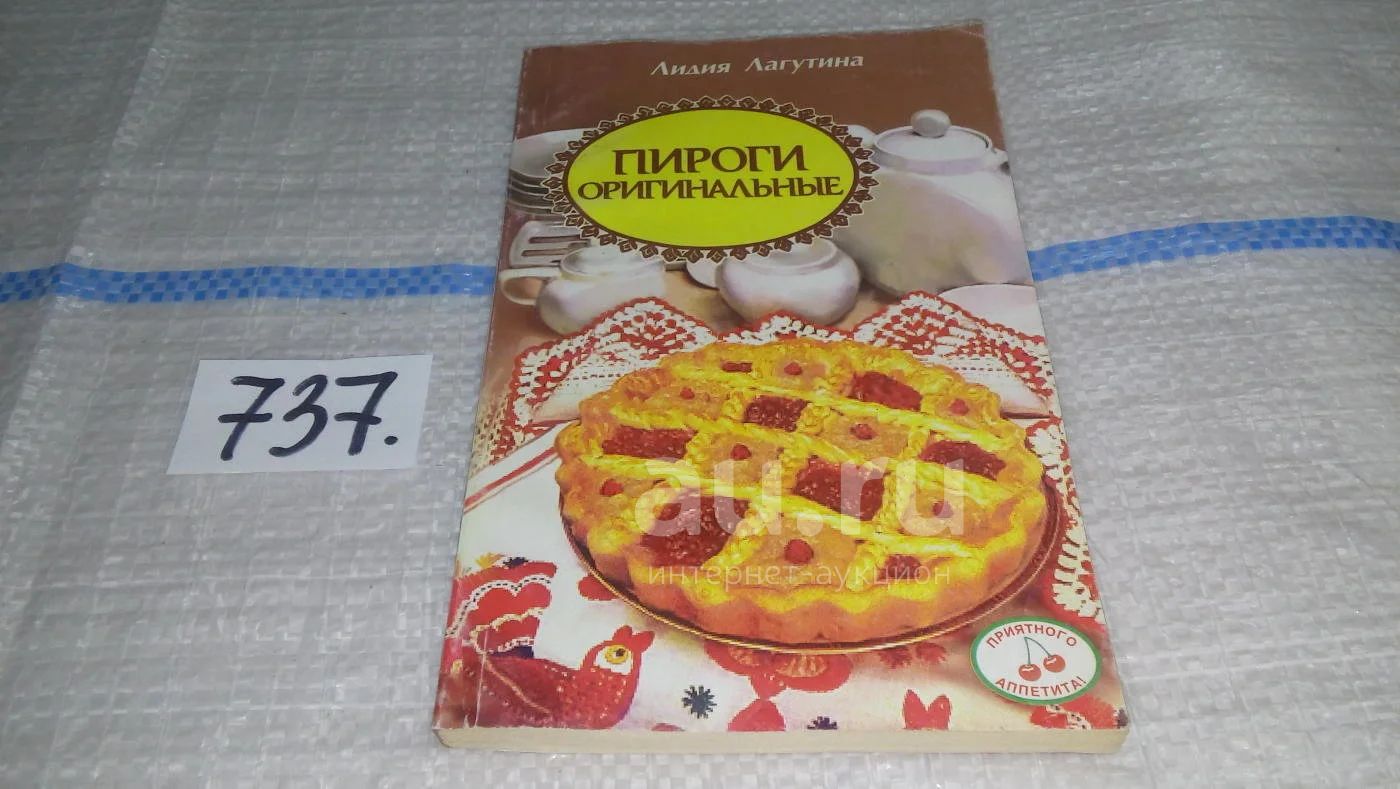 Лидия Лагутина
ПИРОГИ
ОРИГИНАЛЬНЫЕ
737.
au.ru
интернет-аукцион
ПРИЯТНОГО
АППЕТИТА!